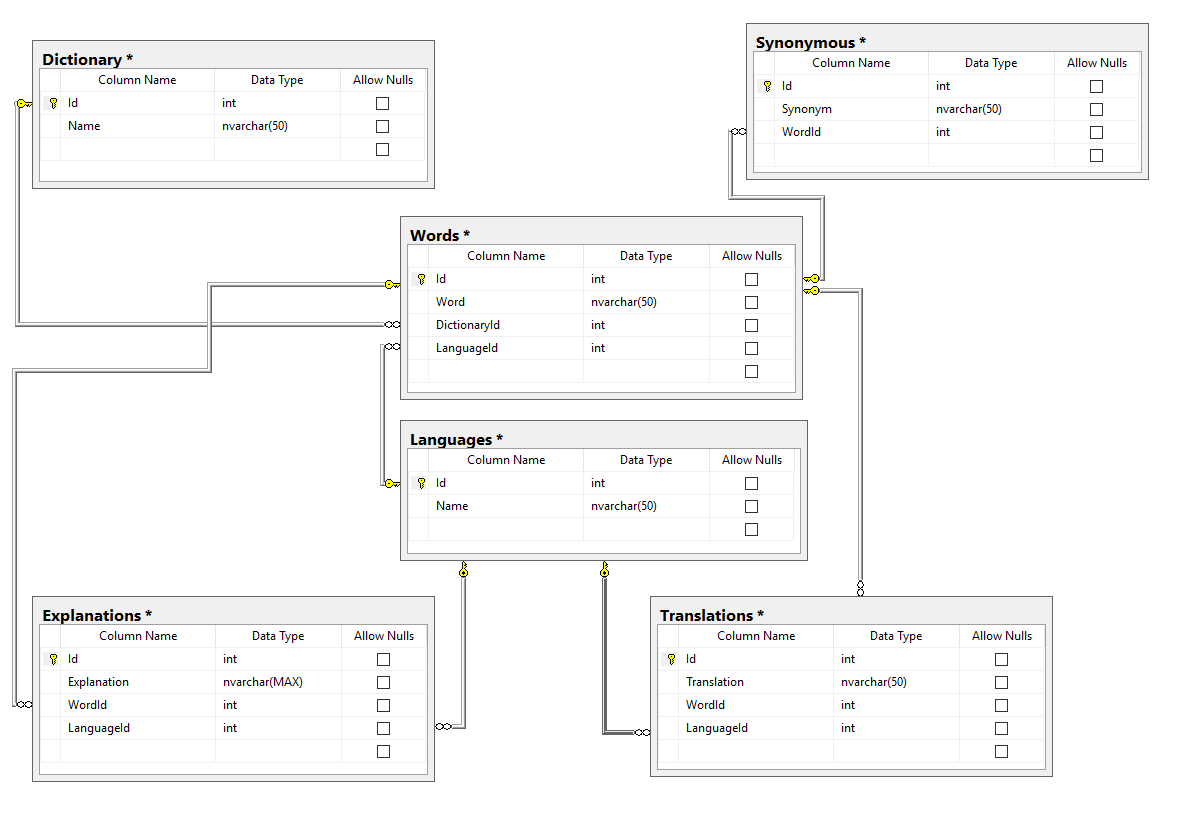 Dictionary *
Column Name Data Type Allow Nulls
Id int
Name nvarchar(50)
Synonymous *
Column Name Data Type Allow Nulls
Id int
Synonym nvarchar(50)
WordId int
Words *
Column Name Data Type Allow Nulls
Id int
Word nvarchar(50)
DictionaryId int
LanguageId int
Languages *
Column Name Data Type Allow Nulls
Id int
Name nvarchar(50)
Explanations *
Column Name Data Type Allow Nulls
Id int
Explanation nvarchar(MAX)
WordId int
LanguageId int
Translations *
Column Name Data Type Allow Nulls
Id int
Translation nvarchar(50)
WordId int
LanguageId int